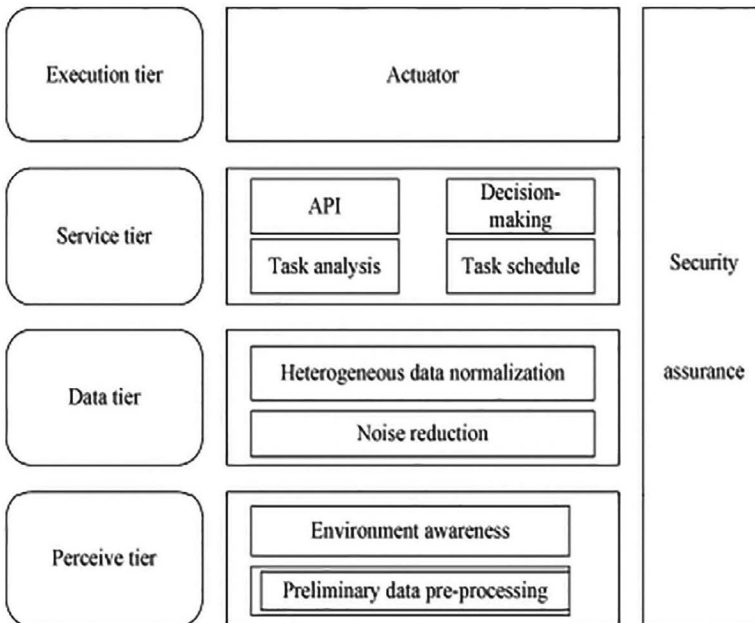 Execution tier
Actuator
Service tier
API
Decision-
making
Task analysis
Task schedule
Data tier
Heterogeneous data normalization
Noise reduction
Perceive tier
Environment awareness
Preliminary data pre-processing
Security
assurance